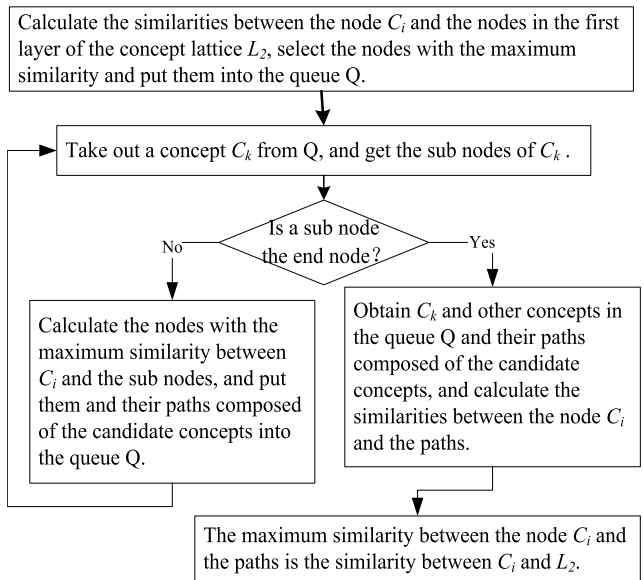 Calculate the similarities between the node Ci and the nodes in the first
layer of the concept lattice L2, select the nodes with the maximum
similarity and put them into the queue Q.
Take out a concept Ck from Q, and get the sub nodes of Ck .
Is a sub node
the end node?
No
Yes
Calculate the nodes with the
maximum similarity between
Ci and the sub nodes, and put
them and their paths composed
of the candidate concepts into
the queue Q.
Obtain Ck and other concepts in
the queue Q and their paths
composed of the candidate
concepts, and calculate the
similarities between the node Ci
and the paths.
The maximum similarity between the node Ci and
the paths is the similarity between Ci and L2.